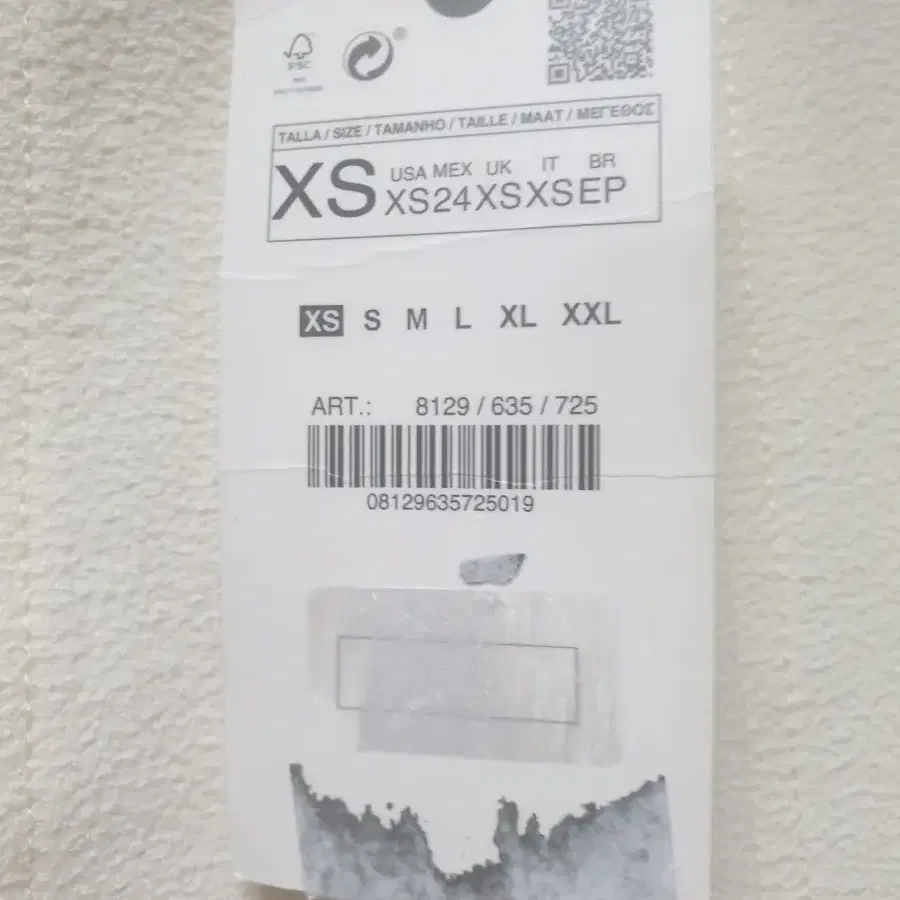 FSC
®
TALLA / SIZE / TAMANHO / TAILLE / MAAT / ΜΕΓΕΘΟΣ
XS
USA MEX UK IT BR
XS 24 XS XS EP
XS S M L XL XXL
ART.: 8129 / 635 / 725
08129635725019